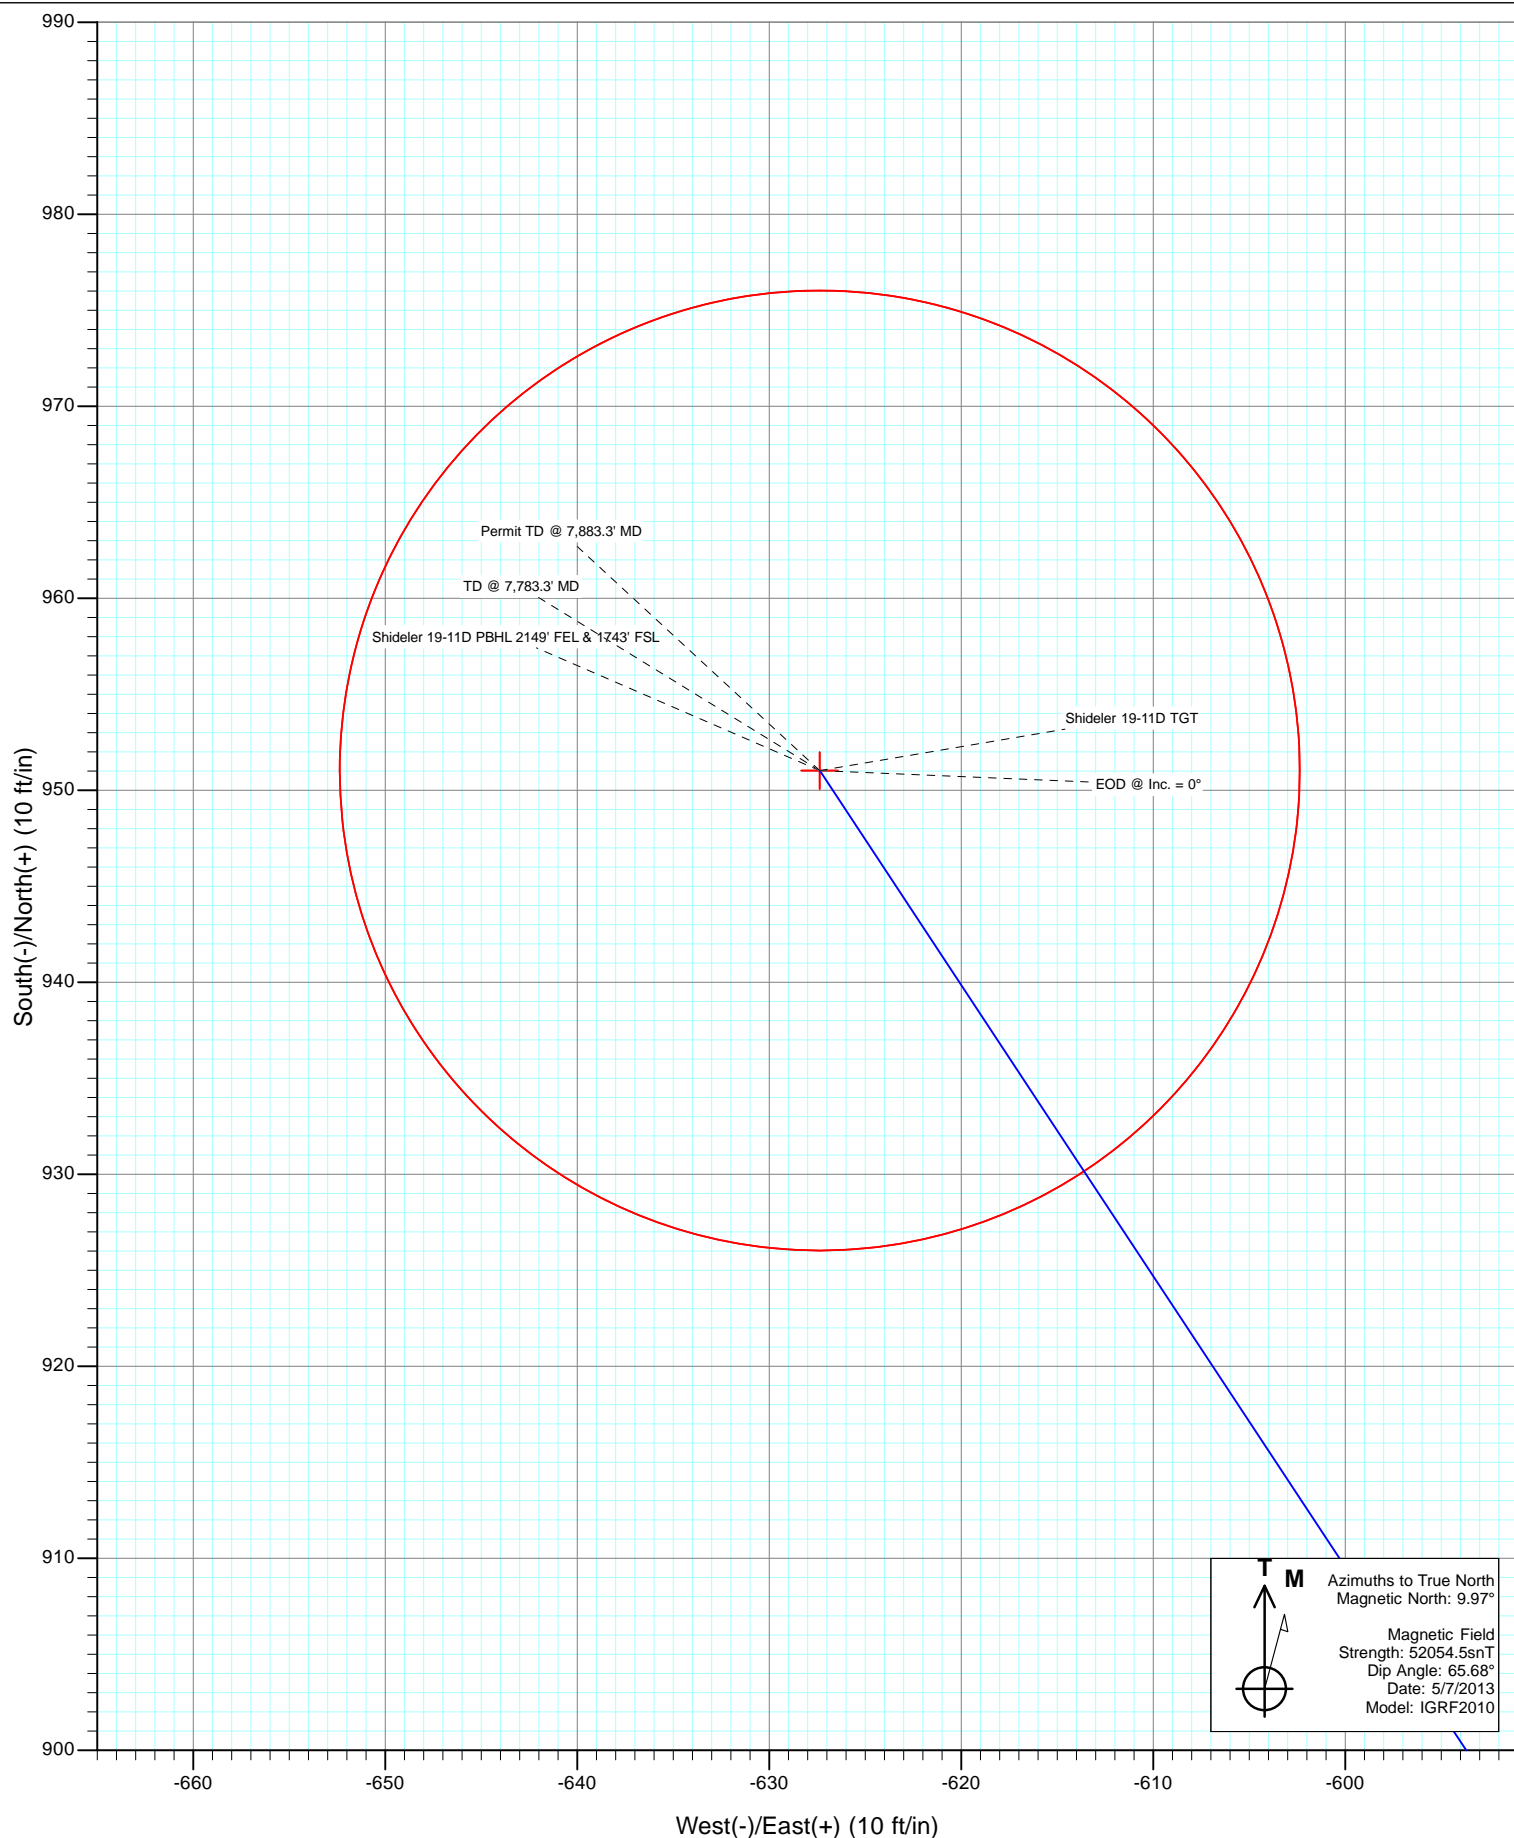 990
980
970
960
950
940
930
920
910
900
South(-)/North(+) (10 ft/in)
Permit TD @ 7,883.3' MD
TD @ 7,783.3' MD
Shideler 19-11D PBHL 2149' FEL & 1743' FSL
Shideler 19-11D TGT
EOD @ Inc. = 0°
T
M
Azimuths to True North
Magnetic North: 9.97°
Magnetic Field
Strength: 52054.5snT
Dip Angle: 65.68°
Date: 5/7/2013
Model: IGRF2010
-660
-650
-640
-630
-620
-610
-600
West(-)/East(+) (10 ft/in)